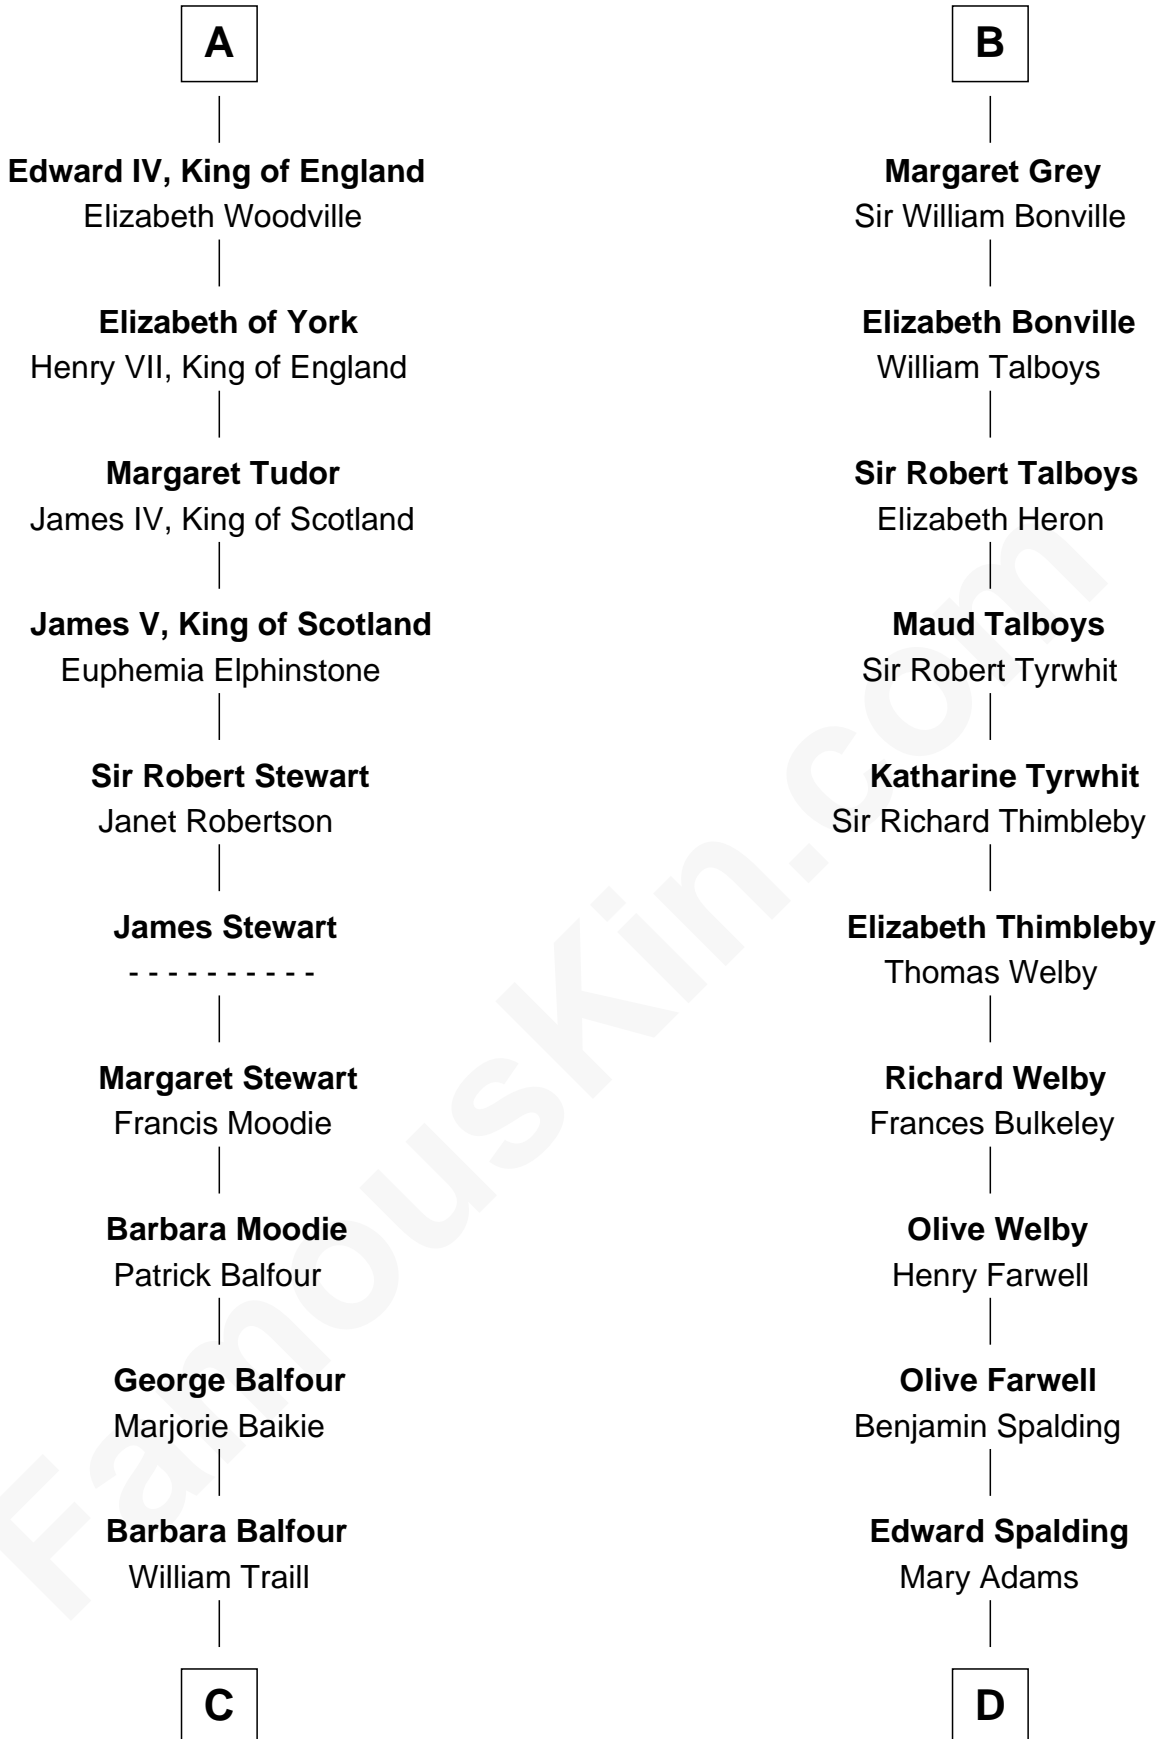 A
Edward IV, King of England
Elizabeth Woodville
Elizabeth of York
Henry VII, King of England
Margaret Tudor
James IV, King of Scotland
James V, King of Scotland
Euphemia Elphinstone
Sir Robert Stewart
Janet Robertson
James Stewart
- - - - - - - - - -
Margaret Stewart
Francis Moodie
Barbara Moodie
Patrick Balfour
George Balfour
Marjorie Baikie
Barbara Balfour
William Traill
C
B
Margaret Grey
Sir William Bonville
Elizabeth Bonville
William Talboys
Sir Robert Talboys
Elizabeth Heron
Maud Talboys
Sir Robert Tyrwhit
Katharine Tyrwhit
Sir Richard Thimbleby
Elizabeth Thimbleby
Thomas Welby
Richard Welby
Frances Bulkeley
Olive Welby
Henry Farwell
Olive Farwell
Benjamin Spalding
Edward Spalding
Mary Adams
D
FamousKin.com